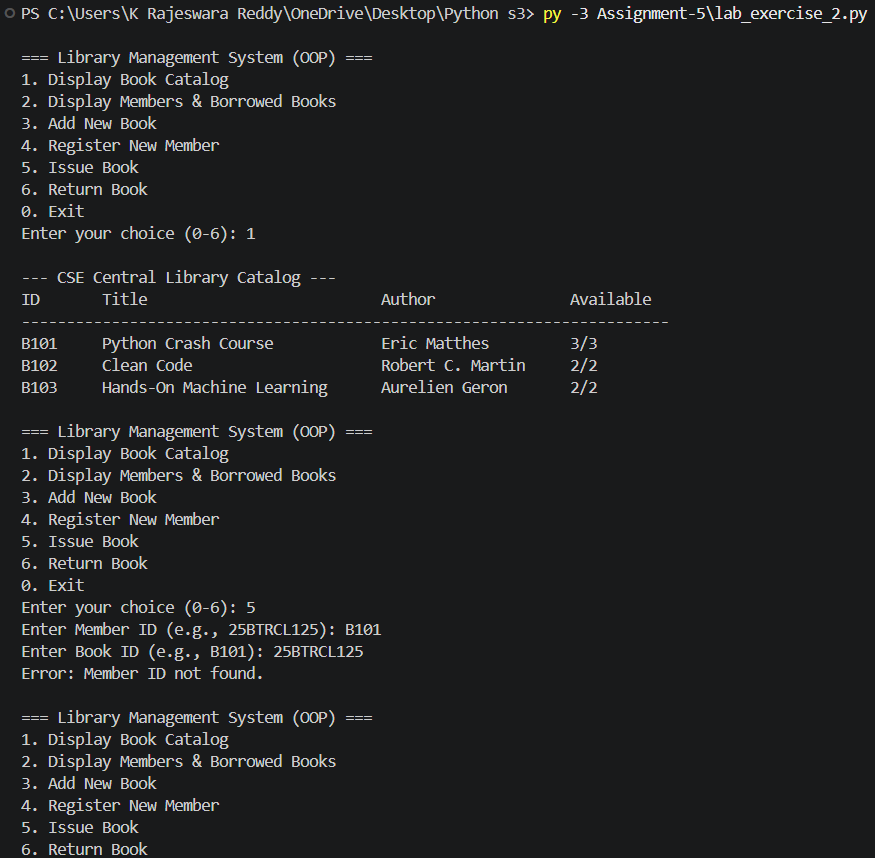 PS C:\Users\K Rajeswara Reddy\OneDrive\Desktop\Python s3> py -3 Assignment-5\lab_exercise_2.py
=== Library Management System (OOP) ===
1. Display Book Catalog
2. Display Members & Borrowed Books
3. Add New Book
4. Register New Member
5. Issue Book
6. Return Book
0. Exit
Enter your choice (0-6): 1
--- CSE Central Library Catalog ---
ID Title Author Available
------------------------------------------------------------------------
B101 Python Crash Course Eric Matthes 3/3
B102 Clean Code Robert C. Martin 2/2
B103 Hands-On Machine Learning Aurelien Geron 2/2
=== Library Management System (OOP) ===
1. Display Book Catalog
2. Display Members & Borrowed Books
3. Add New Book
4. Register New Member
5. Issue Book
6. Return Book
0. Exit
Enter your choice (0-6): 5
Enter Member ID (e.g., 25BTRCL125): B101
Enter Book ID (e.g., B101): 25BTRCL125
Error: Member ID not found.
=== Library Management System (OOP) ===
1. Display Book Catalog
2. Display Members & Borrowed Books
3. Add New Book
4. Register New Member
5. Issue Book
6. Return Book